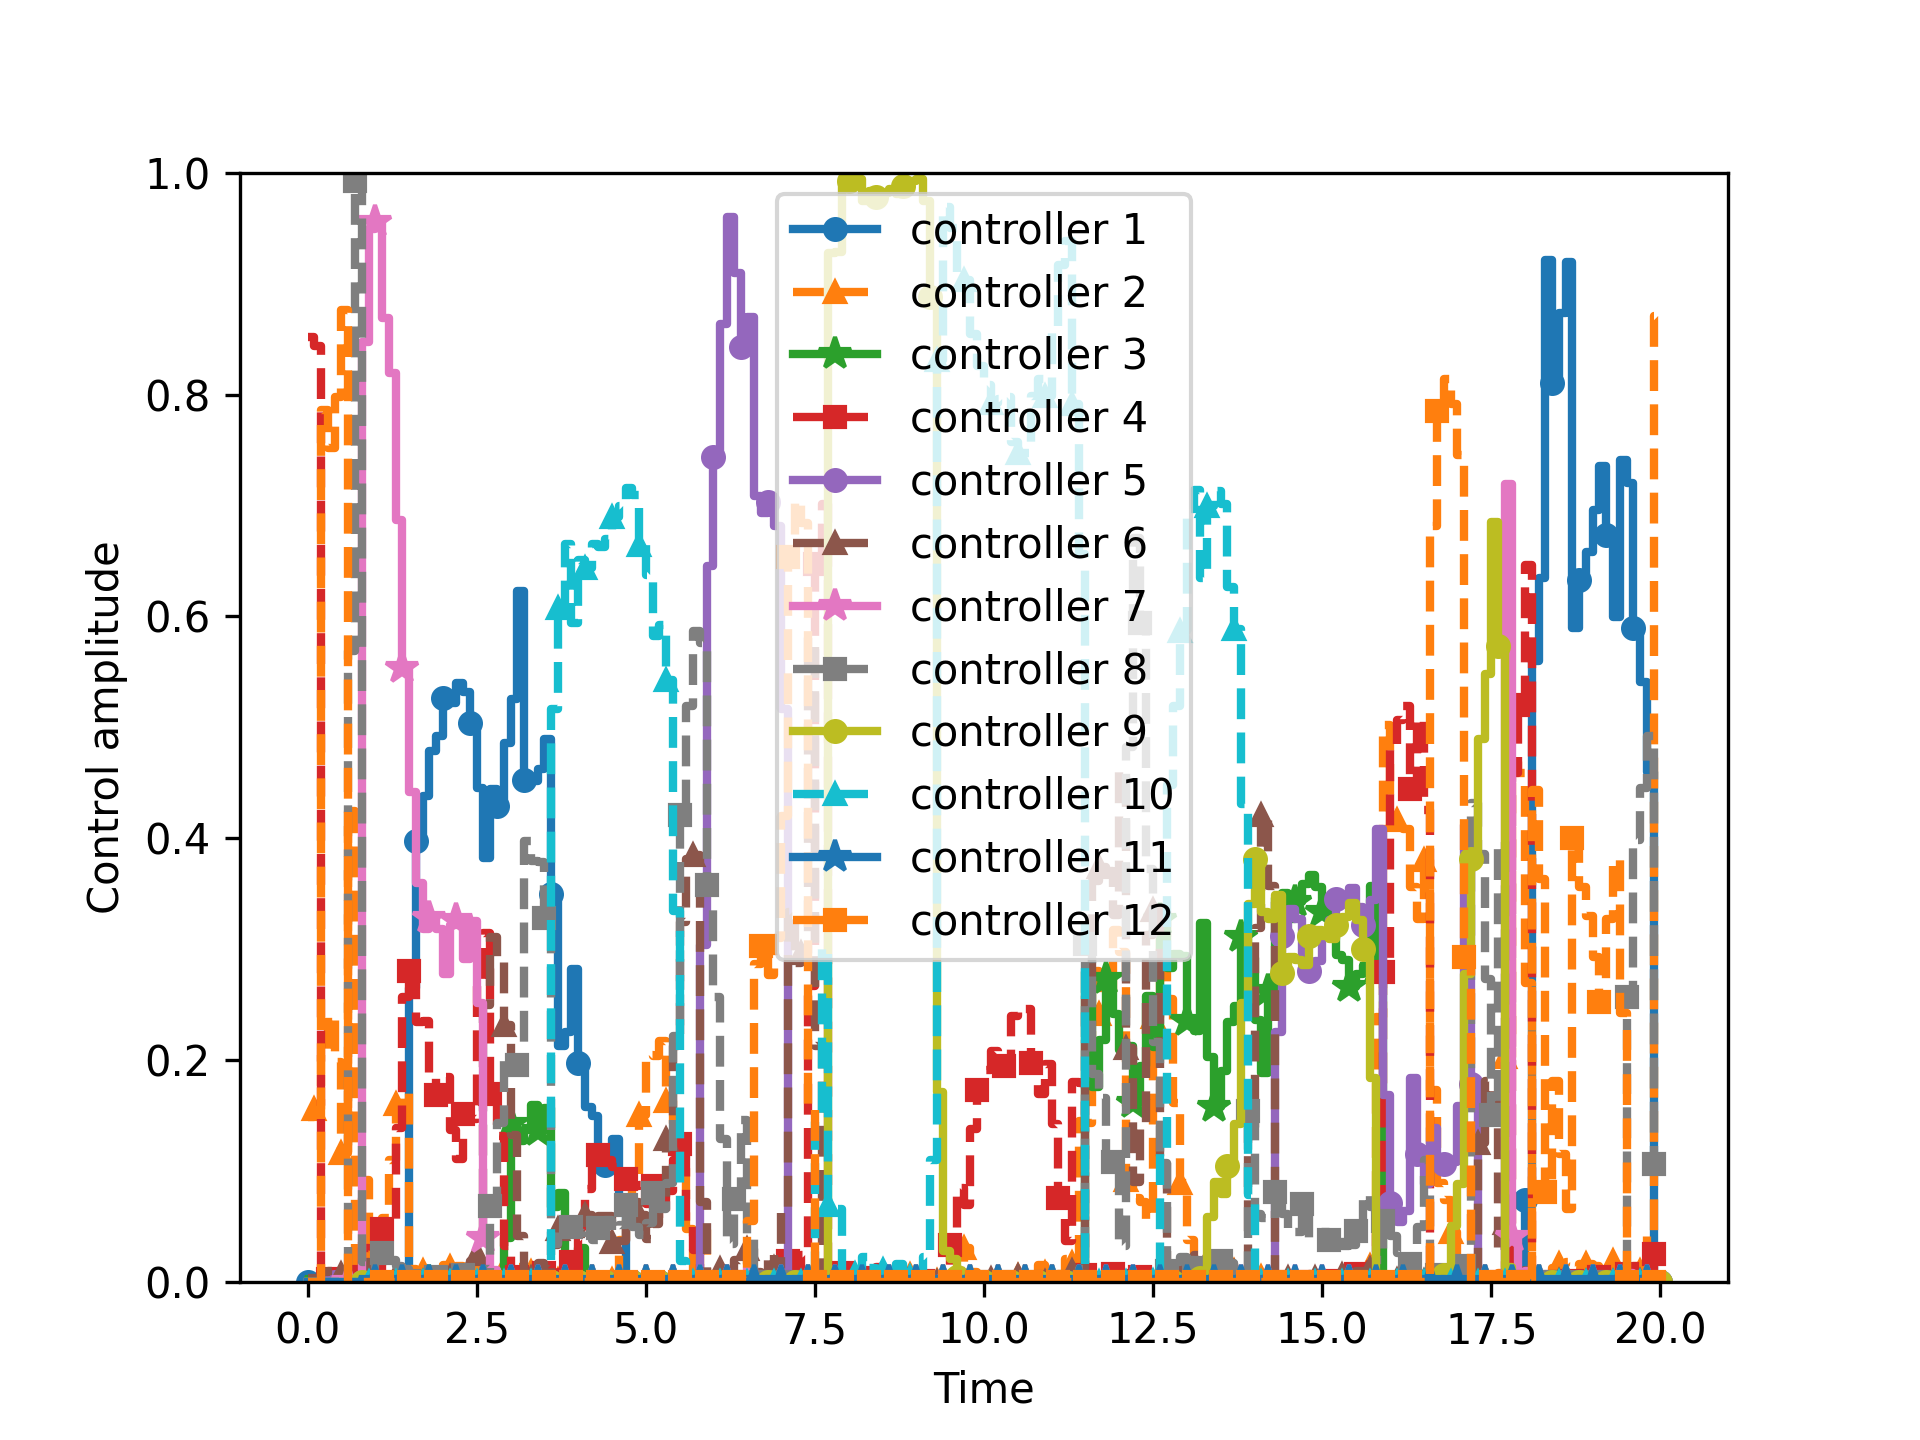 1.0
0.8
0.6
0.4
0.2
0.0
Control amplitude
controller 1
controller 2
controller 3
controller 4
controller 5
controller 6
controller 7
controller 8
controller 9
controller 10
controller 11
controller 12
0.0 2.5 5.0 7.5 10.0 12.5 15.0 17.5 20.0
Time